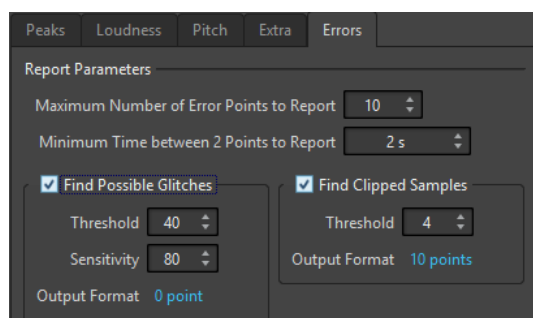 Peaks Loudness Pitch Extra Errors
Report Parameters
Maximum Number of Error Points to Report 10
Minimum Time between 2 Points to Report 2 s
Find Possible Glitches
Threshold 40
Sensitivity 80
Output Format 0 point
Find Clipped Samples
Threshold 4
Output Format 10 points